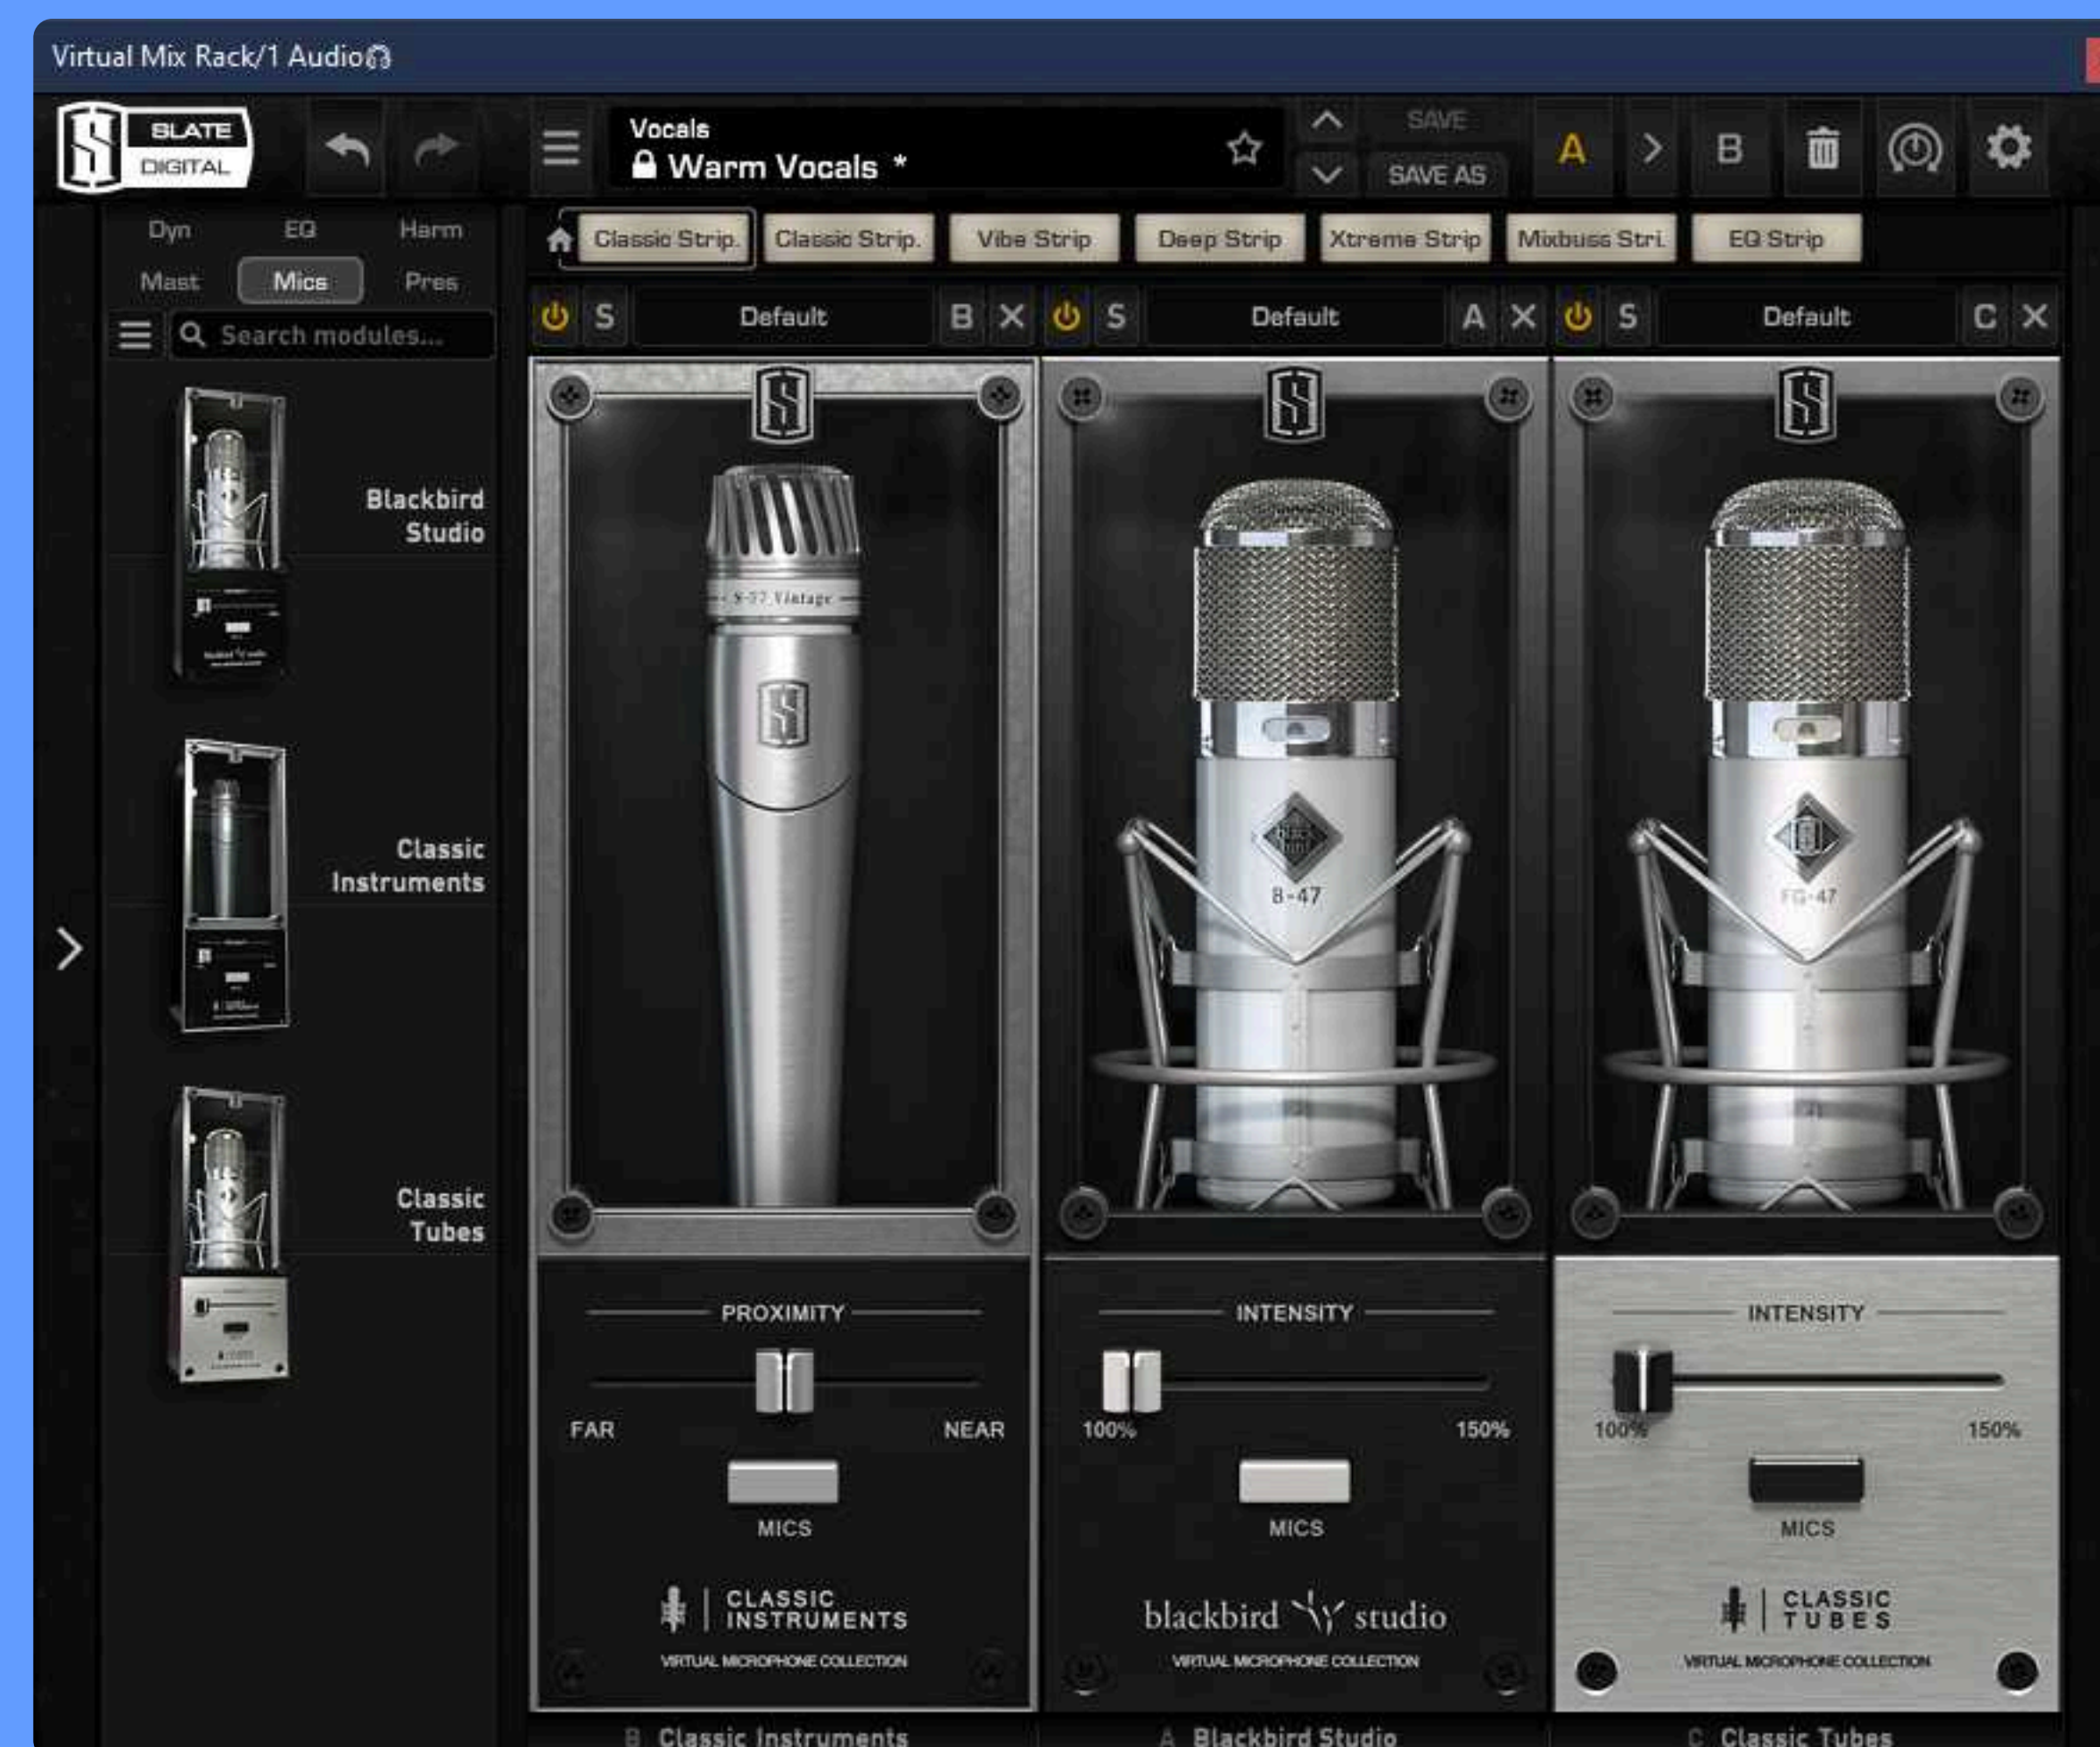 Virtual Mix Rack/1 Audio
SLATE
DIGITAL
Vocals
Warm Vocals *
SAVE
SAVE AS
A
B
Dyn EQ Harm
Mast Mics Pres
Search modules...
Blackbird
Studio
Classic
Instruments
Classic
Tubes
Classic Strip. Classic Strip. Vibe Strip Deep Strip Xtreme Strip Mixbuss Stri. EQ Strip
S Default B X S Default A X S Default C X
S-57 Vintage
B-47
FG-47
PROXIMITY
FAR NEAR
MICS
CLASSIC
INSTRUMENTS
VIRTUAL MICROPHONE COLLECTION
INTENSITY
100% 150%
MICS
blackbird studio
VIRTUAL MICROPHONE COLLECTION
INTENSITY
100% 150%
MICS
CLASSIC
TUBES
VIRTUAL MICROPHONE COLLECTION
B Classic Instruments
A Blackbird Studio
C Classic Tubes